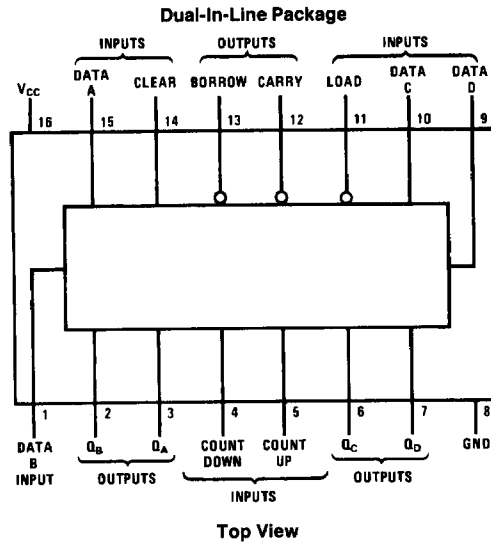 Dual-In-Line Package
INPUTS OUTPUTS INPUTS
VCC DATA A CLEAR BORROW CARRY LOAD DATA C DATA D
16 15 14 13 12 11 10 9
1 2 3 4 5 6 7 8
DATA B INPUT QB QA COUNT DOWN COUNT UP QC QD GND
OUTPUTS INPUTS OUTPUTS
Top View